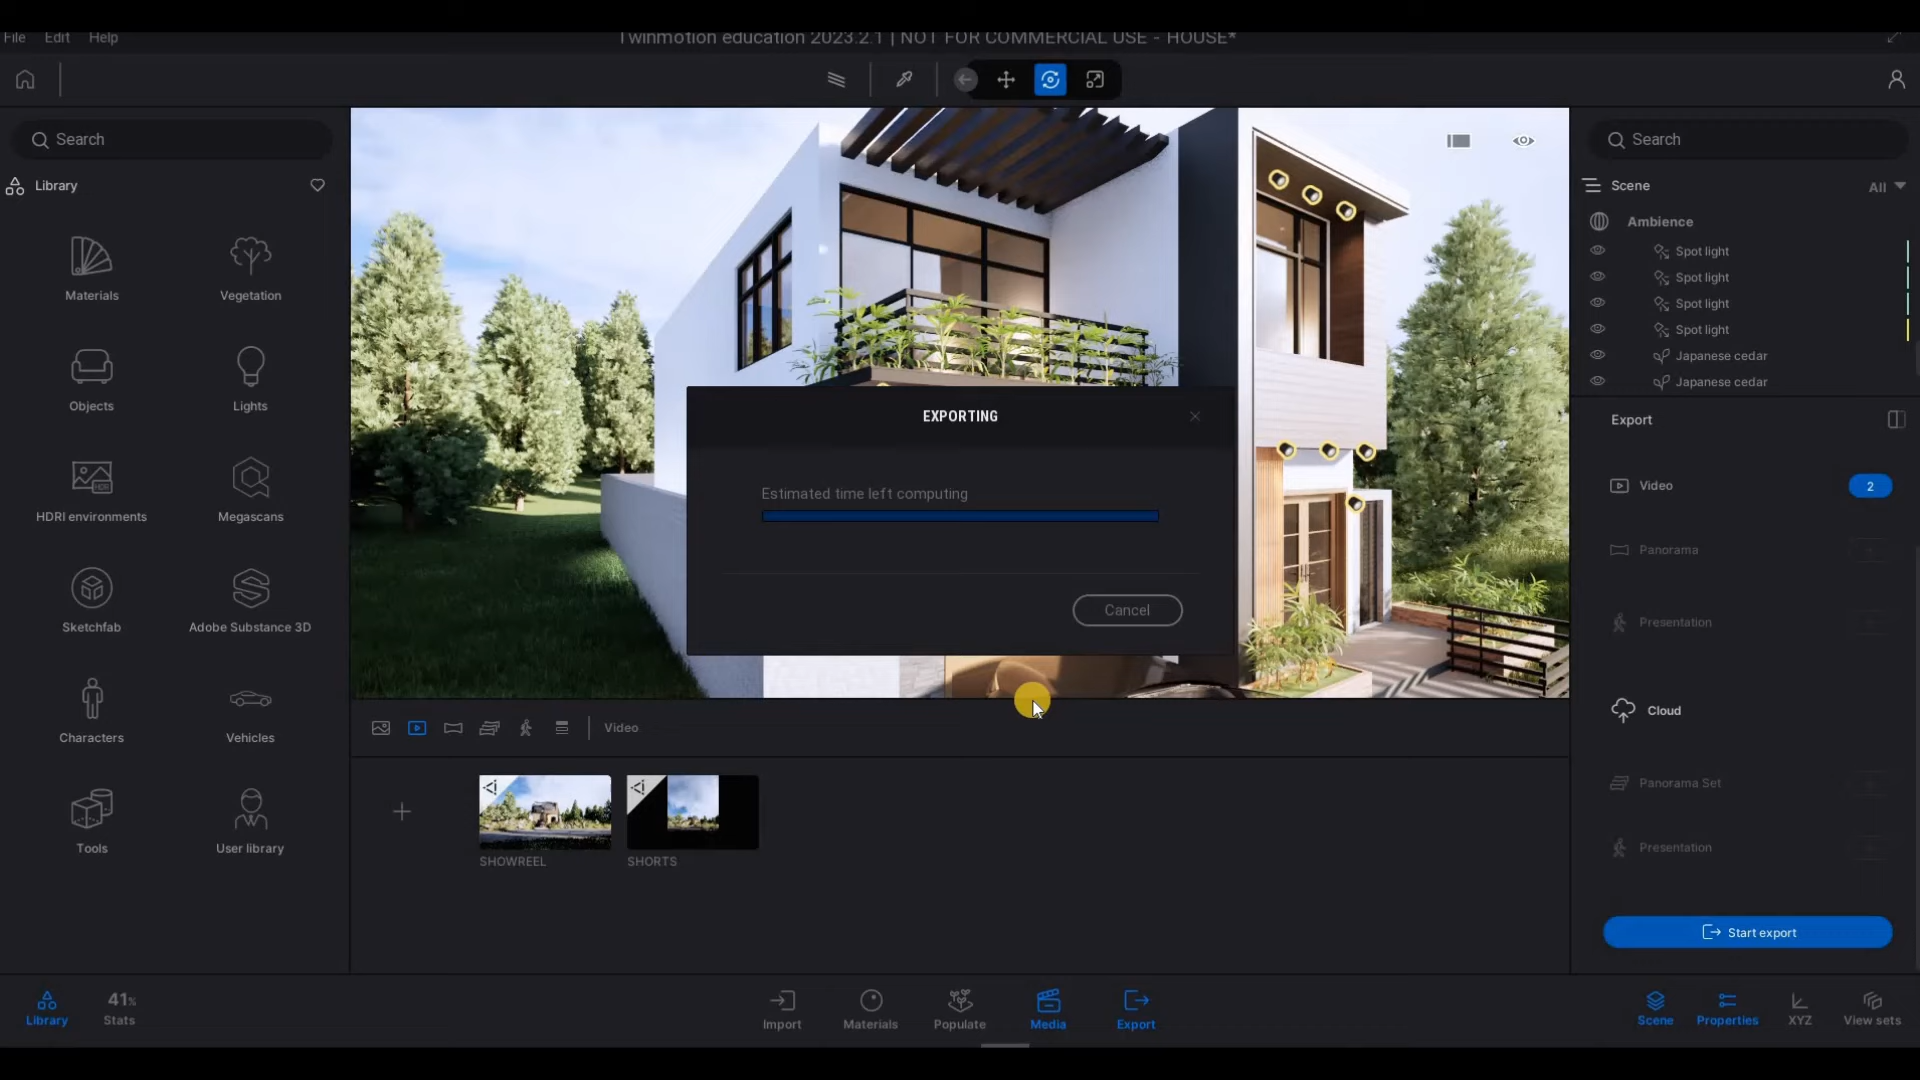 File Edit Help
Twinmotion education 2023.2.1 | NOT FOR COMMERCIAL USE - HOUSE*
Search
Library
Materials
Vegetation
Objects
Lights
HDR
HDRI environments
Megascans
Sketchfab
Adobe Substance 3D
Characters
Vehicles
Tools
User library
EXPORTING
Estimated time left computing
Cancel
Video
SHOWREEL
SHORTS
Search
Scene
All
Ambience
Spot light
Spot light
Spot light
Spot light
Japanese cedar
Japanese cedar
Export
Video
2
Panorama
Presentation
Cloud
Panorama Set
Presentation
Start export
Library
41%
Stats
Import
Materials
Populate
Media
Export
Scene
Properties
XYZ
View sets